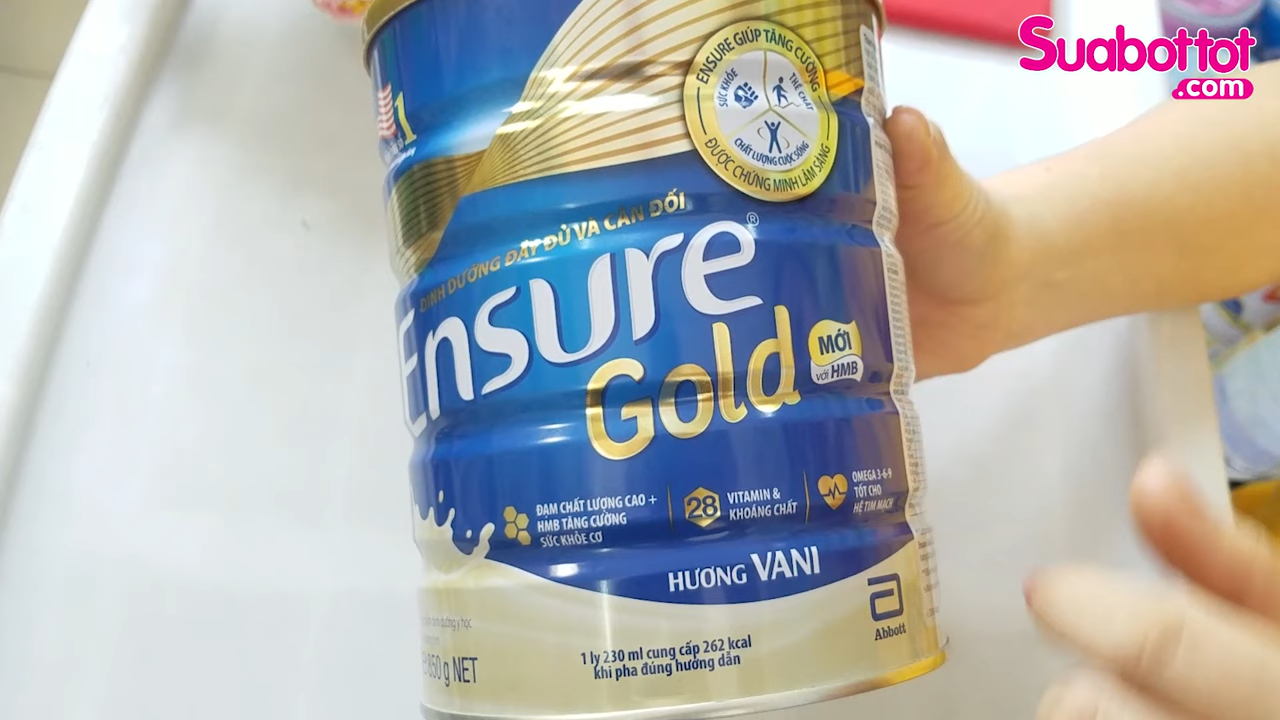 Suabottot
.com
ENSURE GIÚP TĂNG CƯỜNG
SỨC KHỎE
THỂ CHẤT
CHẤT LƯỢNG CUỘC SỐNG
ĐƯỢC CHỨNG MINH LÂM SÀNG
1
DINH DƯỠNG ĐẦY ĐỦ VÀ CÂN ĐỐI
Ensure®
Gold
MỚI
với HMB
ĐẠM CHẤT LƯỢNG CAO +
HMB TĂNG CƯỜNG
SỨC KHỎE CƠ
28
VITAMIN &
KHOÁNG CHẤT
OMEGA 3-6-9
TỐT CHO
HỆ TIM MẠCH
HƯƠNG VANI
Abbott
1 ly 230 ml cung cấp 262 kcal
khi pha đúng hướng dẫn
850 g NET